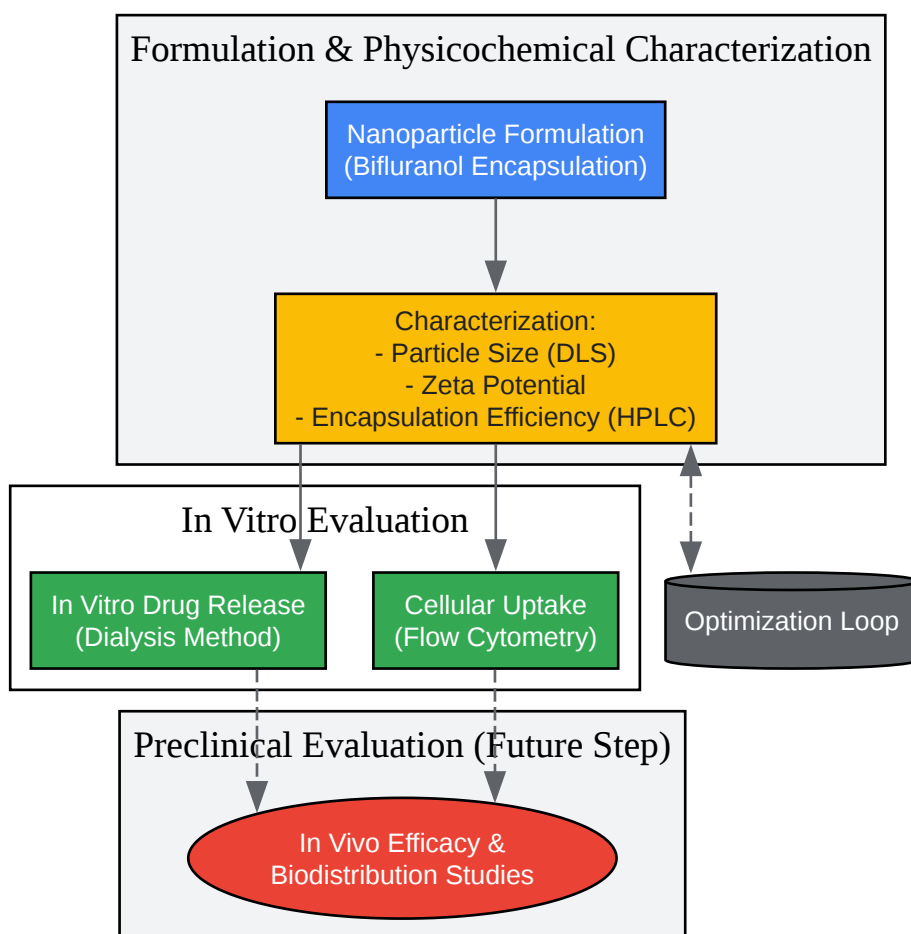 Formulation & Physicochemical Characterization
Nanoparticle Formulation
(Bifluranol Encapsulation)
Characterization:
- Particle Size (DLS)
- Zeta Potential
- Encapsulation Efficiency (HPLC)
In Vitro Evaluation
In Vitro Drug Release
(Dialysis Method)
Cellular Uptake
(Flow Cytometry)
Optimization Loop
Preclinical Evaluation (Future Step)
In Vivo Efficacy &
Biodistribution Studies